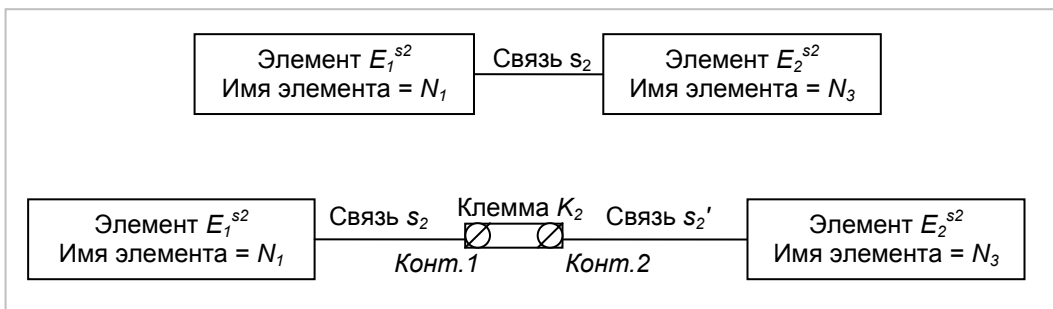 Элемент E₁ˢ² Связь s₂ Элемент E₂ˢ²
Имя элемента = N₁ Имя элемента = N₃
Элемент E₁ˢ² Связь s₂ Клемма K₂ Связь s₂' Элемент E₂ˢ²
Имя элемента = N₁ Конт.1 Конт.2 Имя элемента = N₃